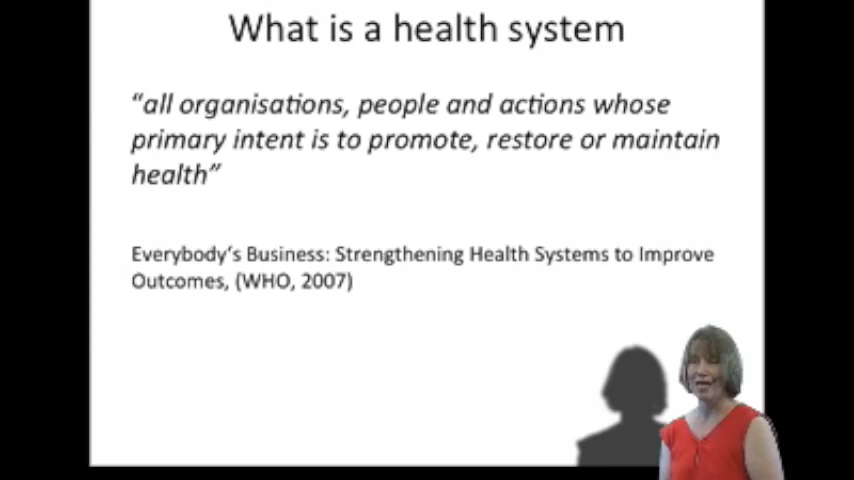 What is a health system
“all organisations, people and actions whose
primary intent is to promote, restore or maintain
health”
Everybody’s Business: Strengthening Health Systems to Improve
Outcomes, (WHO, 2007)